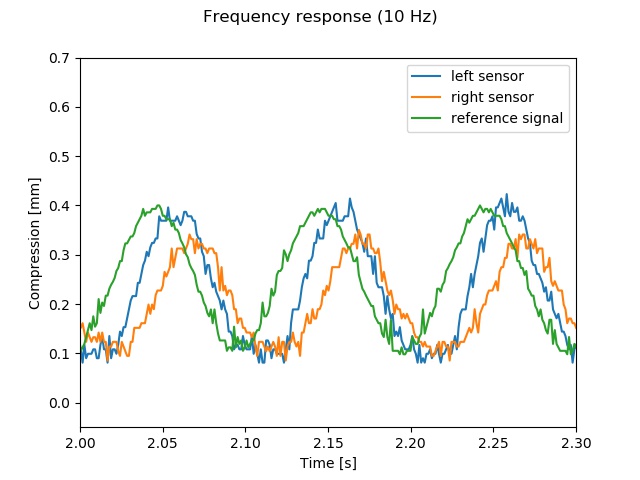 Frequency response (10 Hz)
0.7
0.6
0.5
0.4
0.3
0.2
0.1
0.0
Compression [mm]
left sensor
right sensor
reference signal
2.00
2.05
2.10
2.15
2.20
2.25
2.30
Time [s]